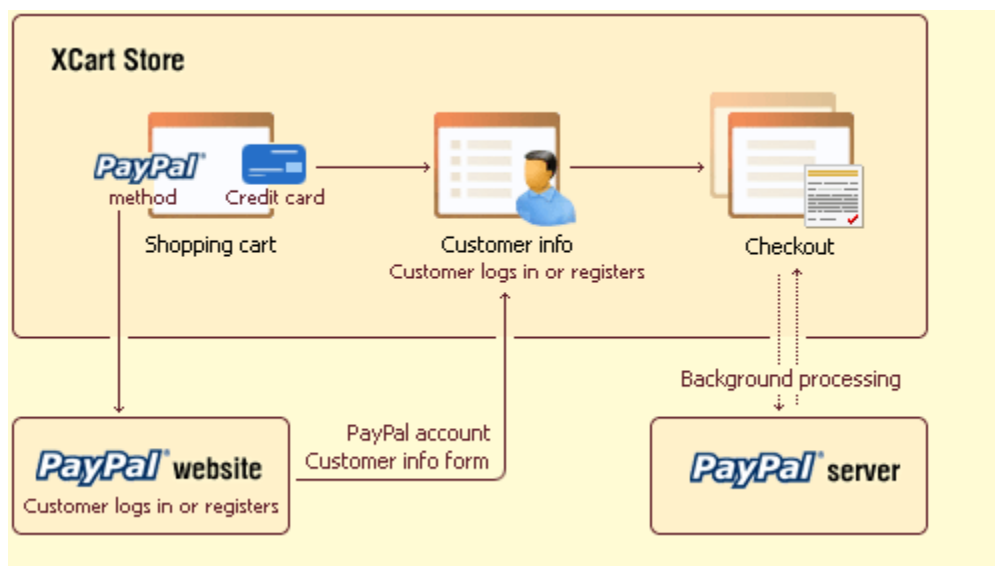 XCart Store
PayPal
method
Credit card
Shopping cart
Customer info
Customer logs in or registers
Checkout
Background processing
PayPal account
Customer info form
PayPal website
Customer logs in or registers
PayPal server